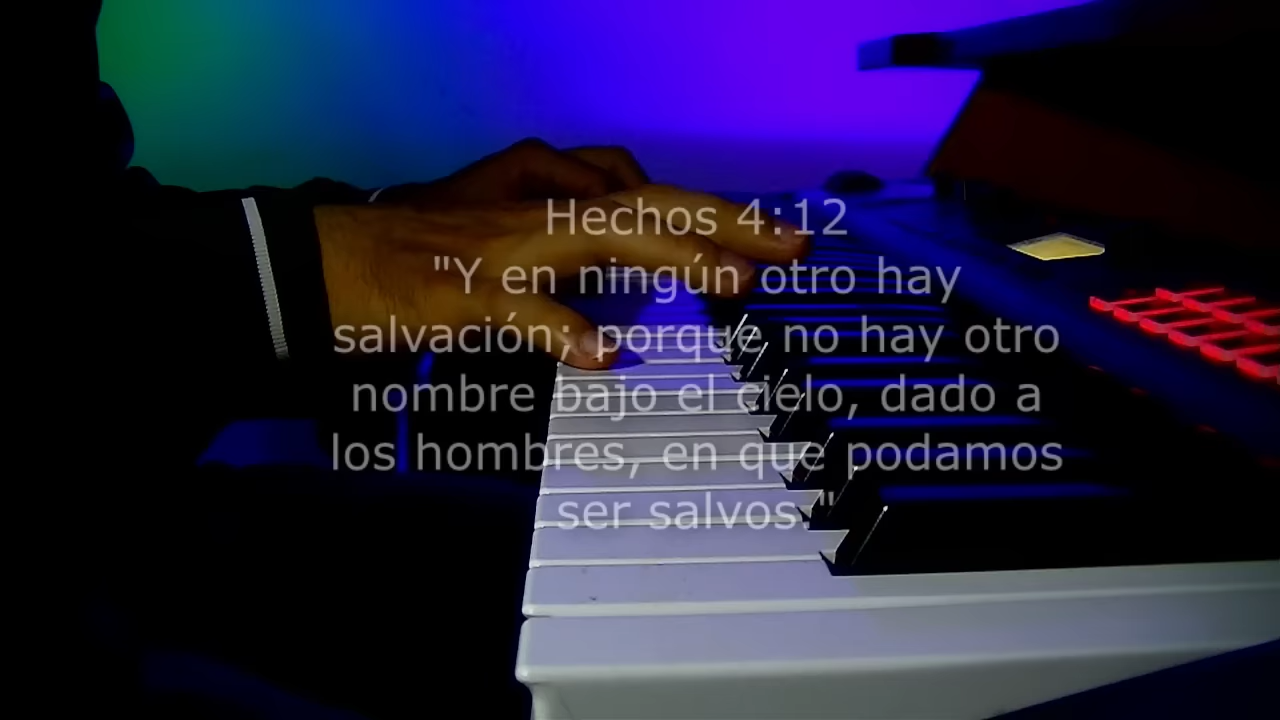 Hechos 4:12
"Y en ningún otro hay
salvación; porque no hay otro
nombre bajo el cielo, dado a
los hombres, en que podamos
ser salvos."